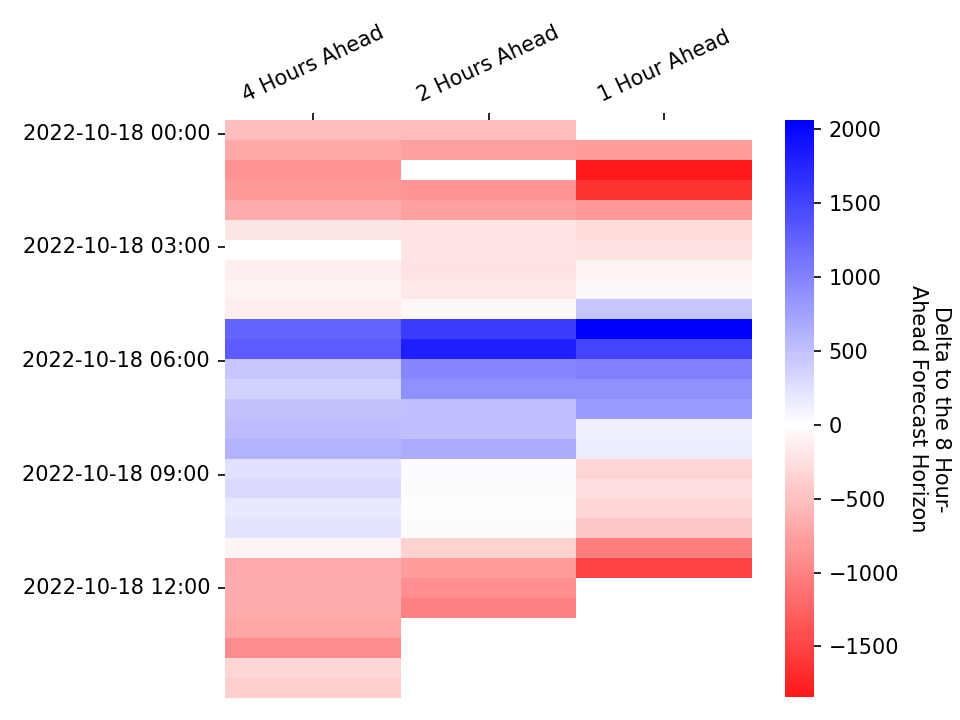 4 Hours Ahead
2 Hours Ahead
1 Hour Ahead
2022-10-18 00:00
2022-10-18 03:00
2022-10-18 06:00
2022-10-18 09:00
2022-10-18 12:00
2000
1500
1000
500
0
−500
−1000
−1500
Delta to the 8 Hour-
Ahead Forecast Horizon